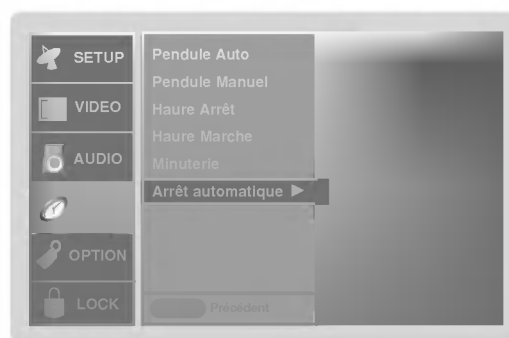 SETUP
VIDEO
AUDIO
OPTION
LOCK
Pendule Auto
Pendule Manuel
Haure Arrêt
Haure Marche
Minuterie
Arrêt automatique ►
Précédent